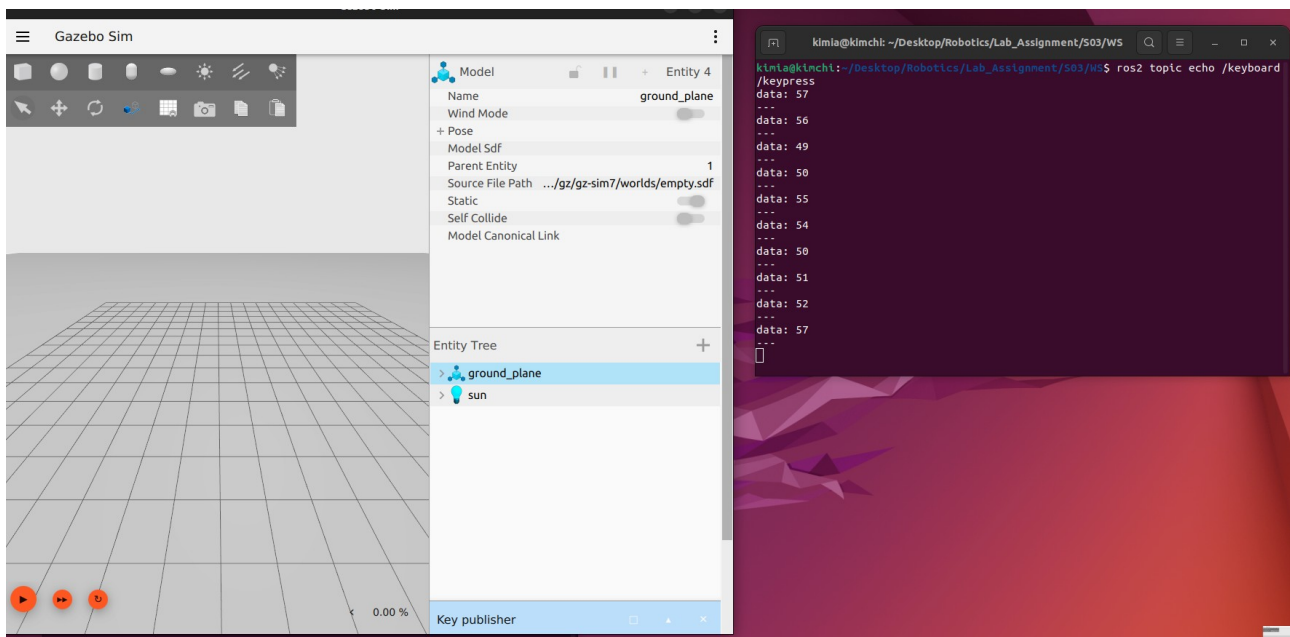 Gazebo Sim
Gazebo Sim
Model
Entity 4
Name ground_plane
Wind Mode
+ Pose
Model Sdf
Parent Entity 1
Source File Path .../gz/gz-sim7/worlds/empty.sdf
Static
Self Collide
Model Canonical Link
Entity Tree
ground_plane
sun
0.00 %
Key publisher
kimia@kimchi: ~/Desktop/Robotics/Lab_Assignment/S03/WS
kimia@kimchi:~/Desktop/Robotics/Lab_Assignment/S03/WS$ ros2 topic echo /keyboard
/keypress
data: 57
---
data: 56
---
data: 49
---
data: 50
---
data: 55
---
data: 54
---
data: 50
---
data: 51
---
data: 52
---
data: 57
---